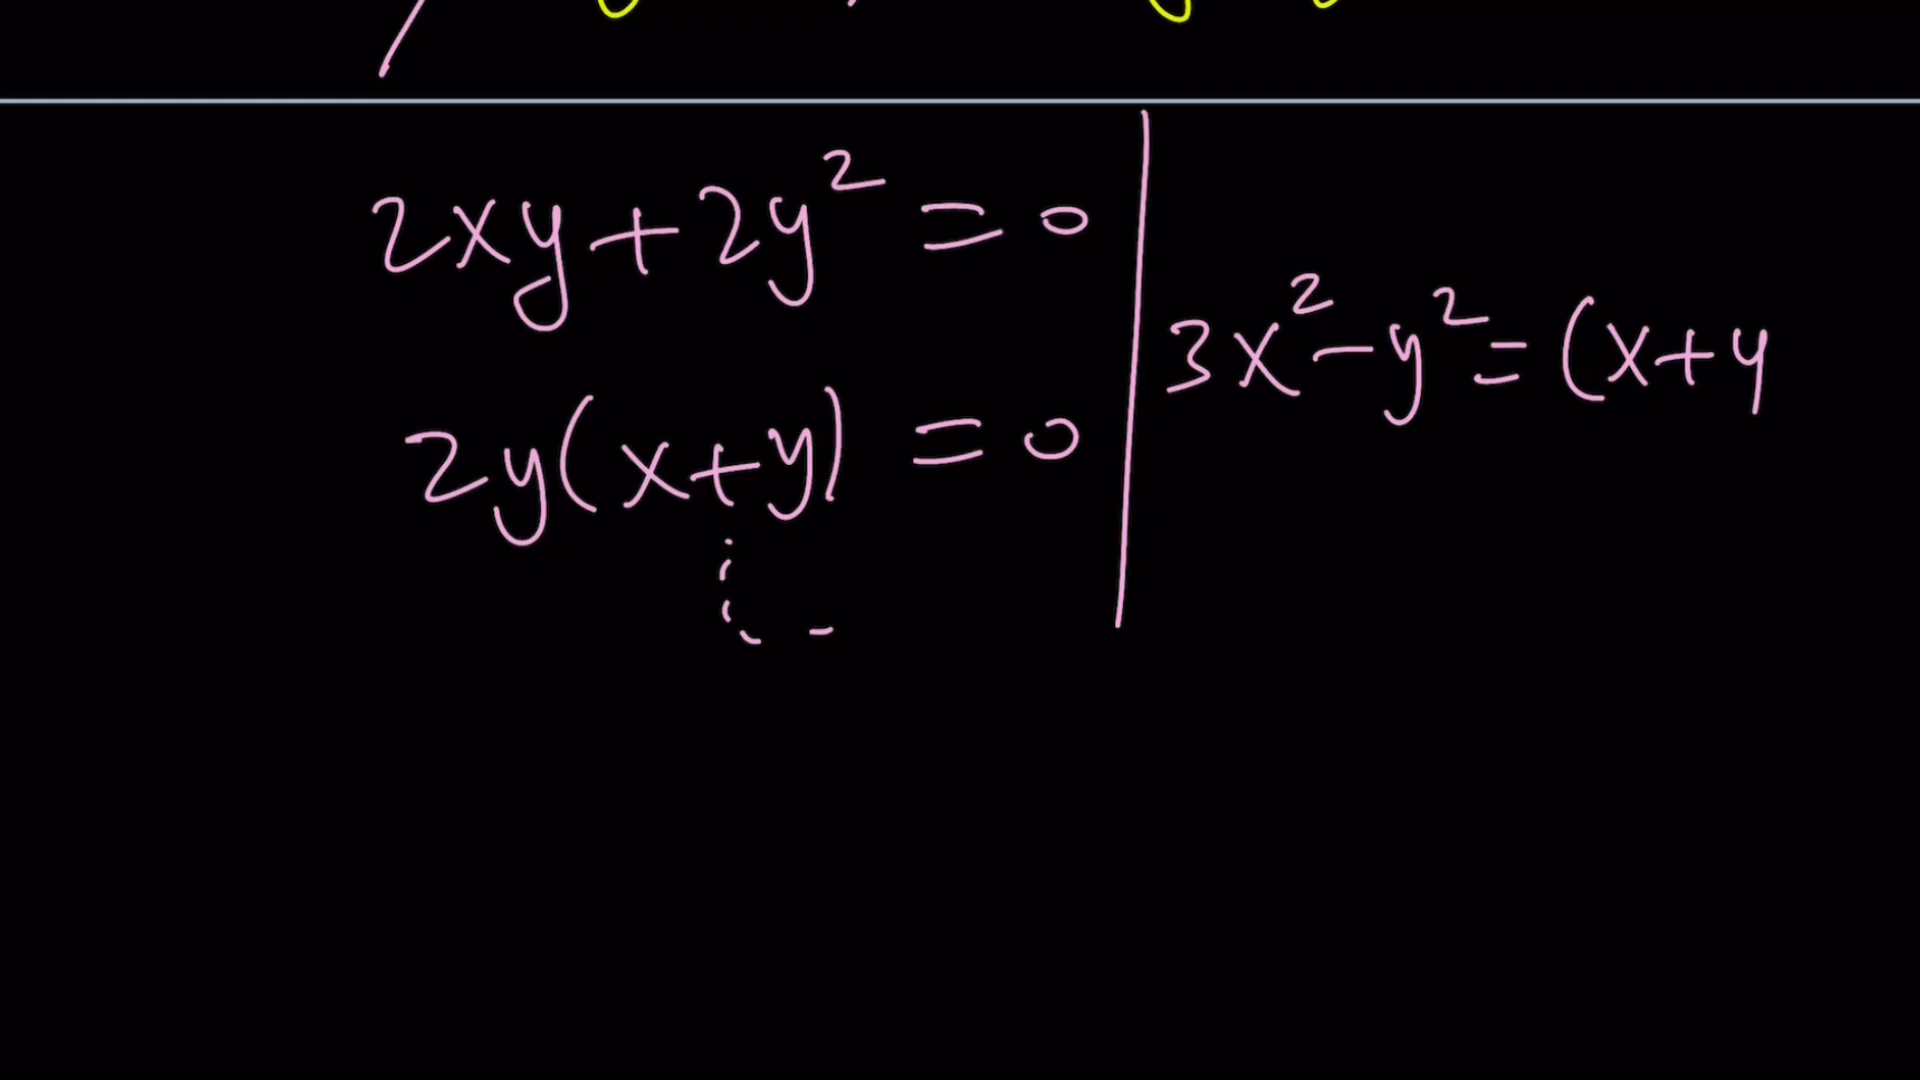 2xy+2y² = 0
2y(x+y) = 0
3x²-y² = (x+y